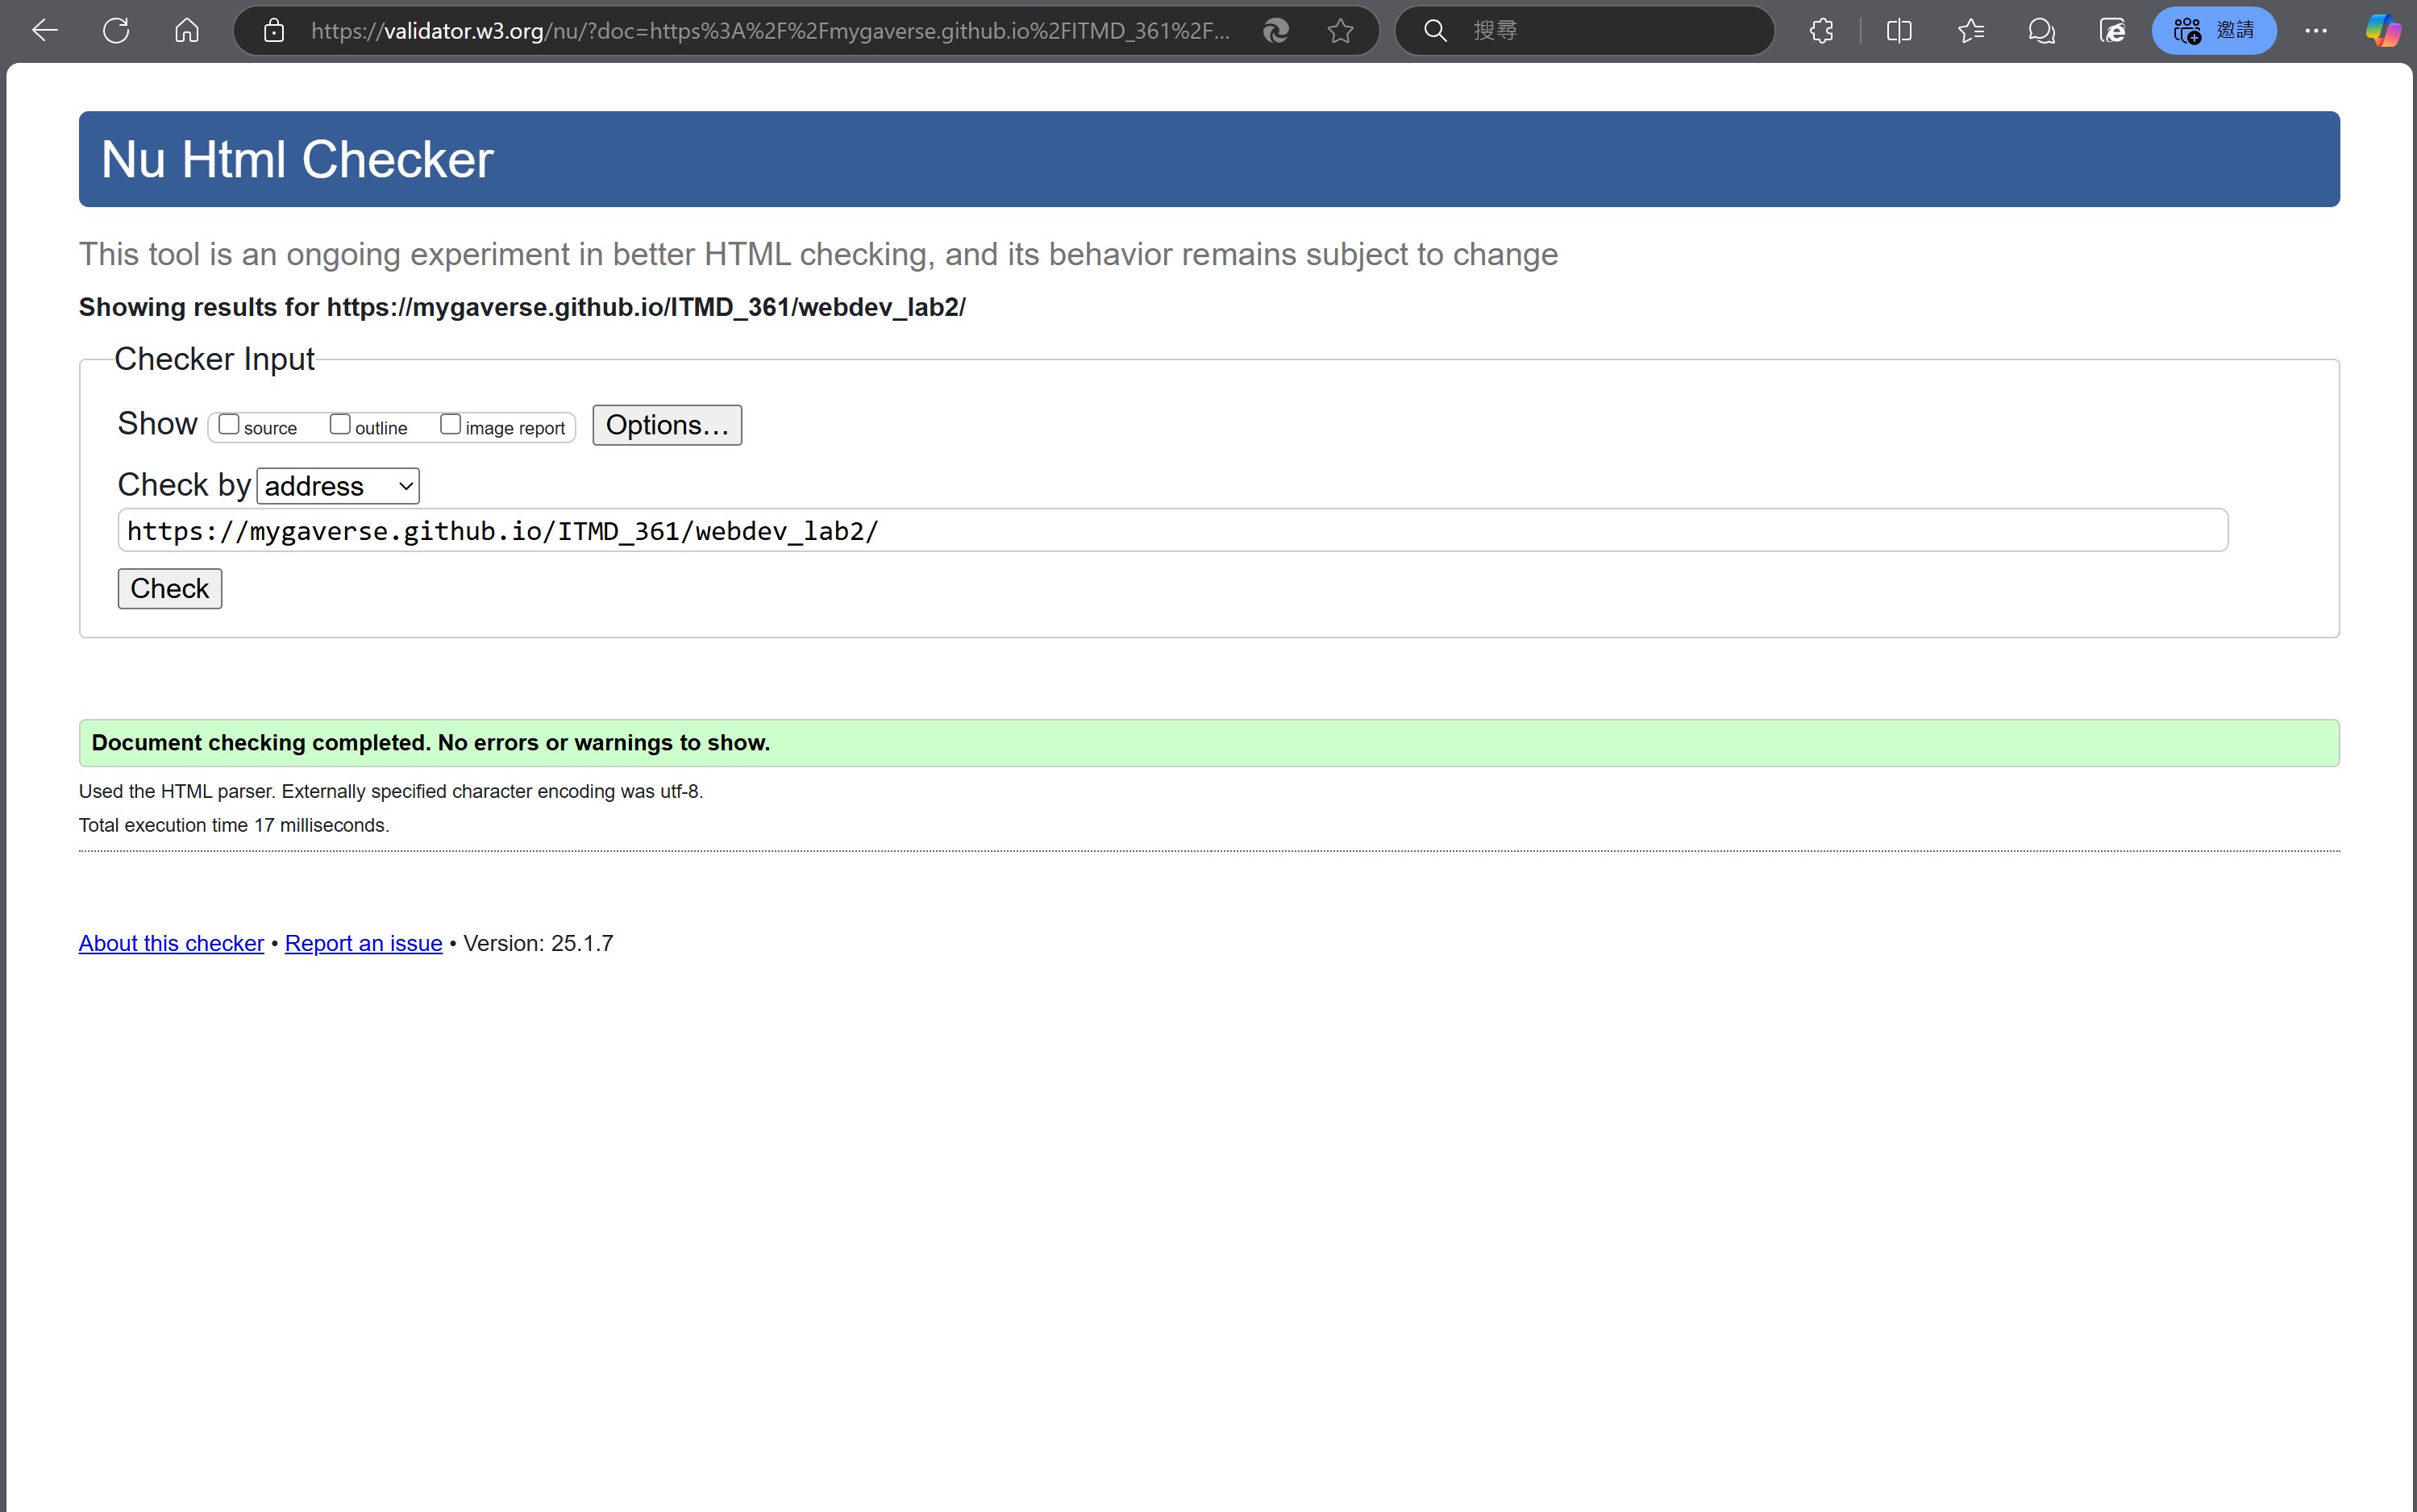 https://validator.w3.org/nu/?doc=https%3A%2F%2Fmygaverse.github.io%2FITMD_361%2F... 搜尋 邀請
Nu Html Checker
This tool is an ongoing experiment in better HTML checking, and its behavior remains subject to change
Showing results for https://mygaverse.github.io/ITMD_361/webdev_lab2/
Checker Input
Show source outline image report Options...
Check by address
https://mygaverse.github.io/ITMD_361/webdev_lab2/
Check
Document checking completed. No errors or warnings to show.
Used the HTML parser. Externally specified character encoding was utf-8.
Total execution time 17 milliseconds.
About this checker • Report an issue • Version: 25.1.7